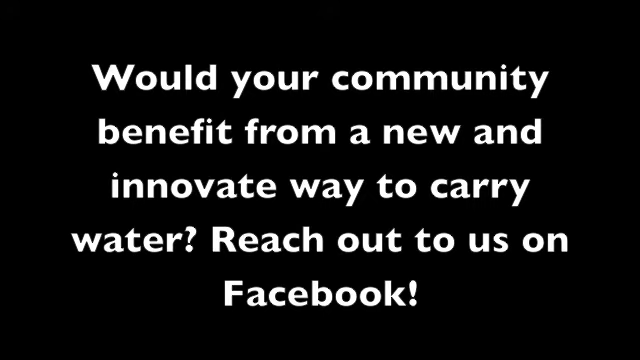 Would your community
benefit from a new and
innovate way to carry
water? Reach out to us on
Facebook!